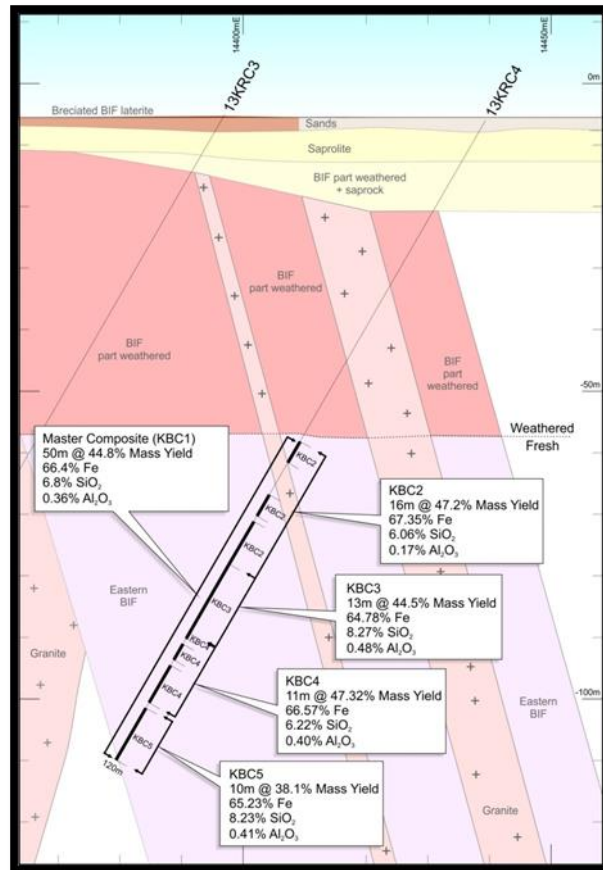 14400mE
14450mE
13KRC3
13KRC4
0m
Breciated BIF laterite
Sands
Saprolite
BIF part weathered
+ saprock
BIF
part weathered
BIF
part weathered
BIF
part
weathered
-50m
Weathered
Fresh
Master Composite (KBC1)
50m @ 44.8% Mass Yield
66.4% Fe
6.8% SiO₂
0.36% Al₂O₃
KBC2
KBC2
KBC2
KBC3
KBC4
KBC4
KBC4
KBC5
120m
KBC2
16m @ 47.2% Mass Yield
67.35% Fe
6.06% SiO₂
0.17% Al₂O₃
KBC3
13m @ 44.5% Mass Yield
64.78% Fe
8.27% SiO₂
0.48% Al₂O₃
Eastern
BIF
Granite
KBC4
11m @ 47.32% Mass Yield
66.57% Fe
6.22% SiO₂
0.40% Al₂O₃
-100m
Eastern
BIF
KBC5
10m @ 38.1% Mass Yield
65.23% Fe
8.23% SiO₂
0.41% Al₂O₃
Granite